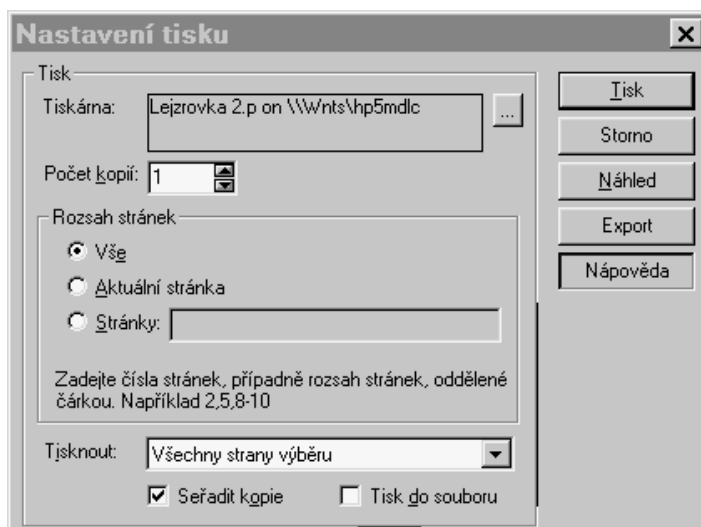 Nastavení tisku
Tisk
Tiskárna: Lejzrovka 2.p on \\Wnts\hp5mdlc ...
Počet kopií: 1
Rozsah stránek
Vše
Aktuální stránka
Stránky:
Zadejte čísla stránek, případně rozsah stránek, oddělené
čárkou. Například 2,5,8-10
Tisknout: Všechny strany výběru
Seřadit kopie Tisk do souboru
Tisk
Storno
Náhled
Export
Nápověda